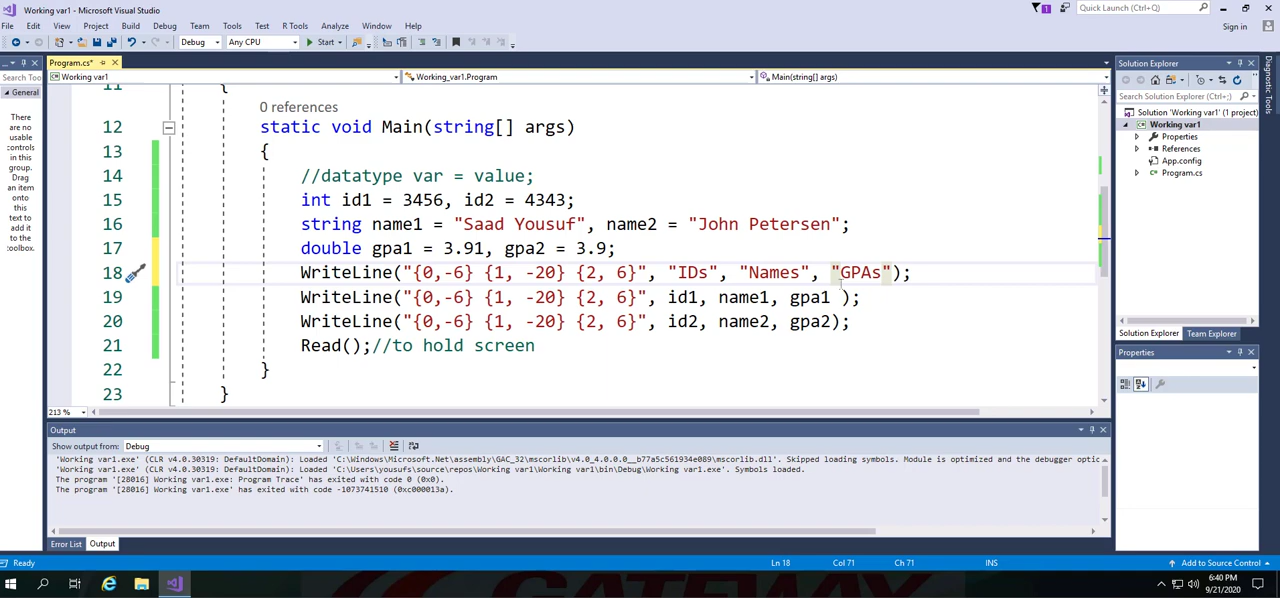 Working var1 - Microsoft Visual Studio
1
Quick Launch (Ctrl+Q)
File Edit View Project Build Debug Team Tools Test R Tools Analyze Window Help
Sign in
Debug Any CPU Start
Program.cs*
Search Too
General
There are no usable controls in this group. Drag an item onto this text to add it to the toolbox.
Working var1 Working_var1.Program Main(string[] args)
11 {
0 references
12 static void Main(string[] args)
13 {
14 //datatype var = value;
15 int id1 = 3456, id2 = 4343;
16 string name1 = "Saad Yousuf", name2 = "John Petersen";
17 double gpa1 = 3.91, gpa2 = 3.9;
18 WriteLine("{0,-6} {1, -20} {2, 6}", "IDs", "Names", "GPAs");
19 WriteLine("{0,-6} {1, -20} {2, 6}", id1, name1, gpa1 );
20 WriteLine("{0,-6} {1, -20} {2, 6}", id2, name2, gpa2);
21 Read();//to hold screen
22 }
23 }
213 %
Solution Explorer
Search Solution Explorer (Ctrl+;)
Solution 'Working var1' (1 project)
Working var1
Properties
References
App.config
Program.cs
Solution Explorer Team Explorer
Properties
Diagnostic Tools
Output
Show output from: Debug
'Working var1.exe' (CLR v4.0.30319: DefaultDomain): Loaded 'C:\Windows\Microsoft.Net\assembly\GAC_32\mscorlib\v4.0_4.0.0.0__b77a5c561934e089\mscorlib.dll'. Skipped loading symbols. Module is optimized and the debugger optic
'Working var1.exe' (CLR v4.0.30319: DefaultDomain): Loaded 'C:\Users\yousufs\source\repos\Working var1\Working var1\bin\Debug\Working var1.exe'. Symbols loaded.
The program '[28016] Working var1.exe: Program Trace' has exited with code 0 (0x0).
The program '[28016] Working var1.exe' has exited with code -1073741510 (0xc000013a).
Error List Output
Ready Ln 18 Col 71 Ch 71 INS Add to Source Control
6:40 PM
9/21/2020